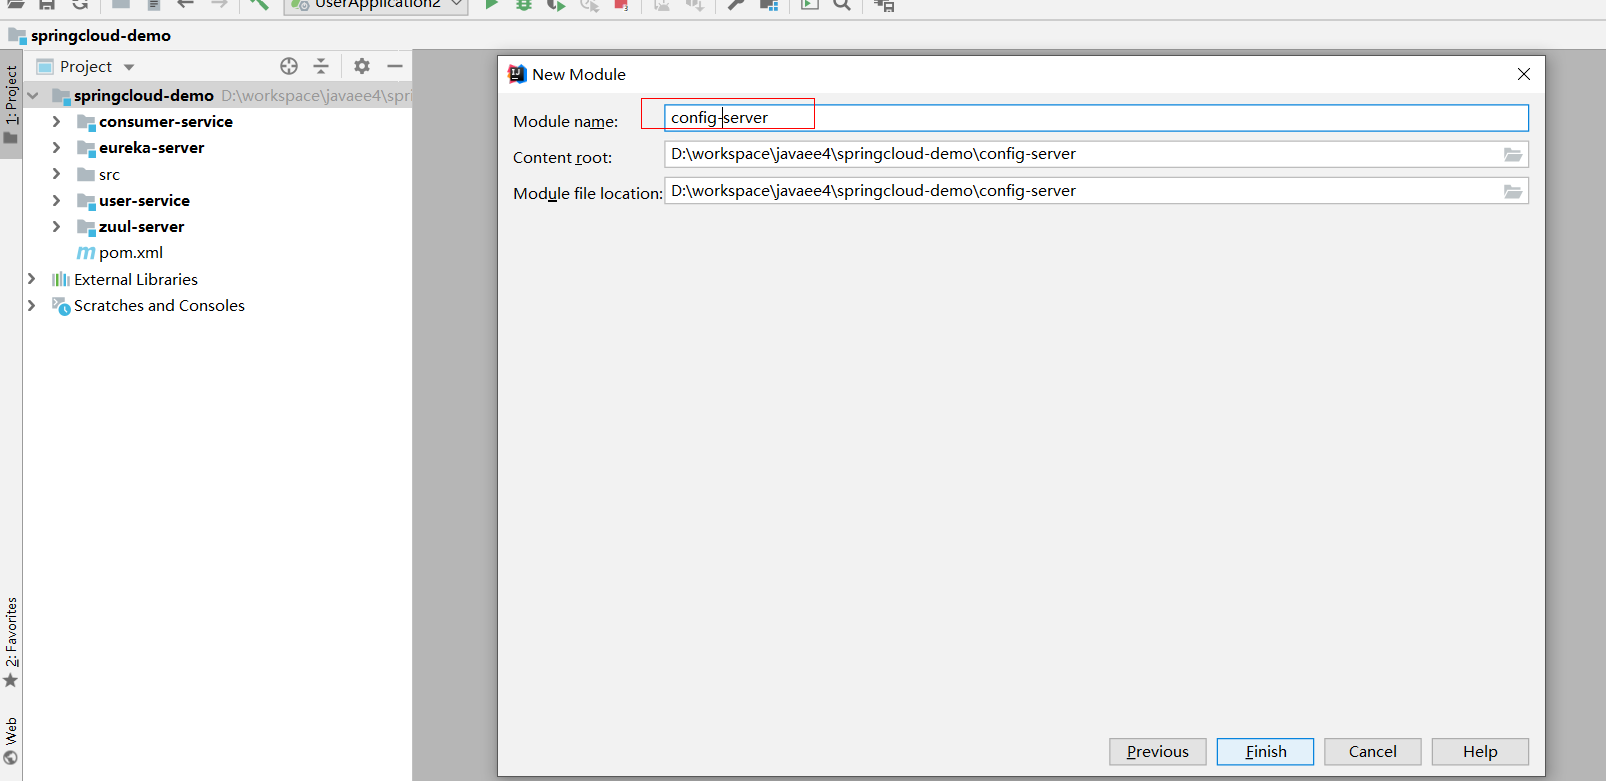 UserApplication2
springcloud-demo
1: Project
Project
springcloud-demo D:\workspace\javaee4\spri
consumer-service
eureka-server
src
user-service
zuul-server
m pom.xml
External Libraries
Scratches and Consoles
2: Favorites
Web
New Module
Module name: config-server
Content root: D:\workspace\javaee4\springcloud-demo\config-server
Module file location: D:\workspace\javaee4\springcloud-demo\config-server
Previous Finish Cancel Help